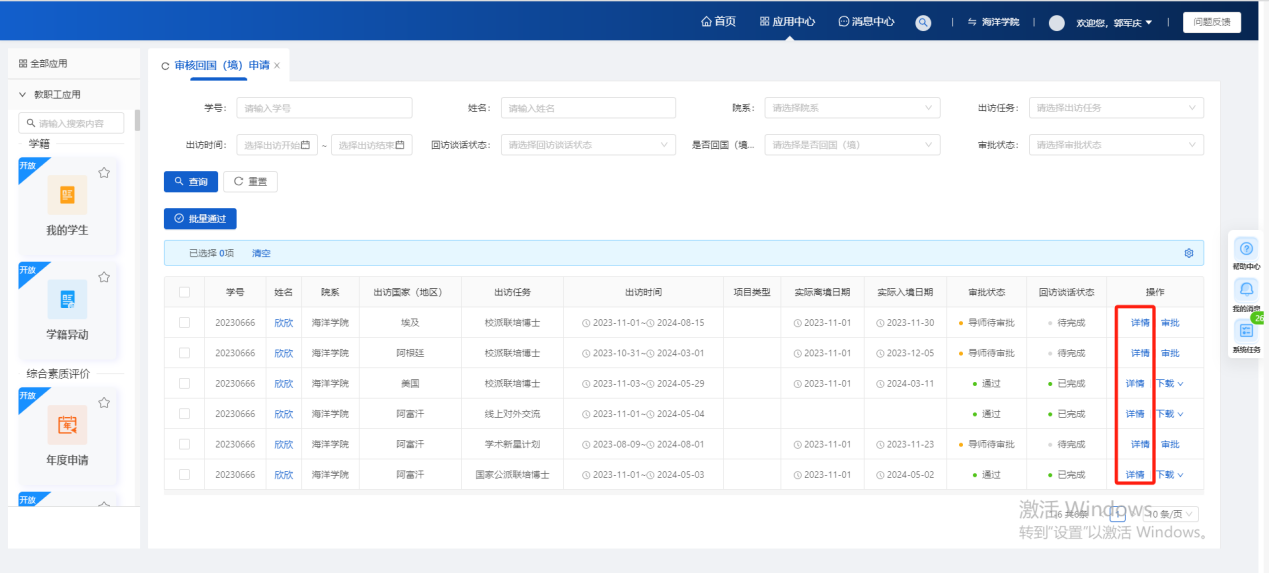 首页 应用中心 消息中心 海洋学院 欢迎您，郭军庆 问题反馈
全部应用
教职工应用
请输入搜索内容
学籍
开放
我的学生
开放
学籍异动
综合素质评价
开放
年度申请
开放
审核回国（境）申请 ×
学号： 请输入学号 姓名： 请输入姓名 院系： 请选择院系 出访任务： 请选择出访任务
出访时间： 选择出访开始 ~ 选择出访结束 回访谈话状态： 请选择回访谈话状态 是否回国（境... 请选择是否回国（境） 审批状态： 请选择审批状态
查询 重置
批量通过
已选择 0项 清空
学号 姓名 院系 出访国家（地区） 出访任务 出访时间 项目类型 实际离境日期 实际入境日期 审批状态 回访谈话状态 操作
20230666 欣欣 海洋学院 埃及 校派联培博士 2023-11-01~2024-08-15 2023-11-01 2023-11-30 导师待审批 待完成 详情 审批
20230666 欣欣 海洋学院 阿根廷 校派联培博士 2023-10-31~2024-03-01 2023-11-01 2023-12-05 导师待审批 待完成 详情 审批
20230666 欣欣 海洋学院 美国 校派联培博士 2023-11-03~2024-05-29 2023-11-01 2024-03-11 通过 已完成 详情 下载
20230666 欣欣 海洋学院 阿富汗 线上对外交流 2023-11-01~2024-05-04 通过 已完成 详情 下载
20230666 欣欣 海洋学院 阿富汗 学术新星计划 2023-08-09~2024-08-01 2023-11-01 2023-11-23 导师待审批 待完成 详情 审批
20230666 欣欣 海洋学院 阿富汗 国家公派联培博士 2023-11-01~2024-05-03 2023-11-01 2024-05-02 通过 已完成 详情 下载
1 10 条/页
激活 Windows
转到"设置"以激活 Windows。
帮助中心
我的消息
26
系统任务